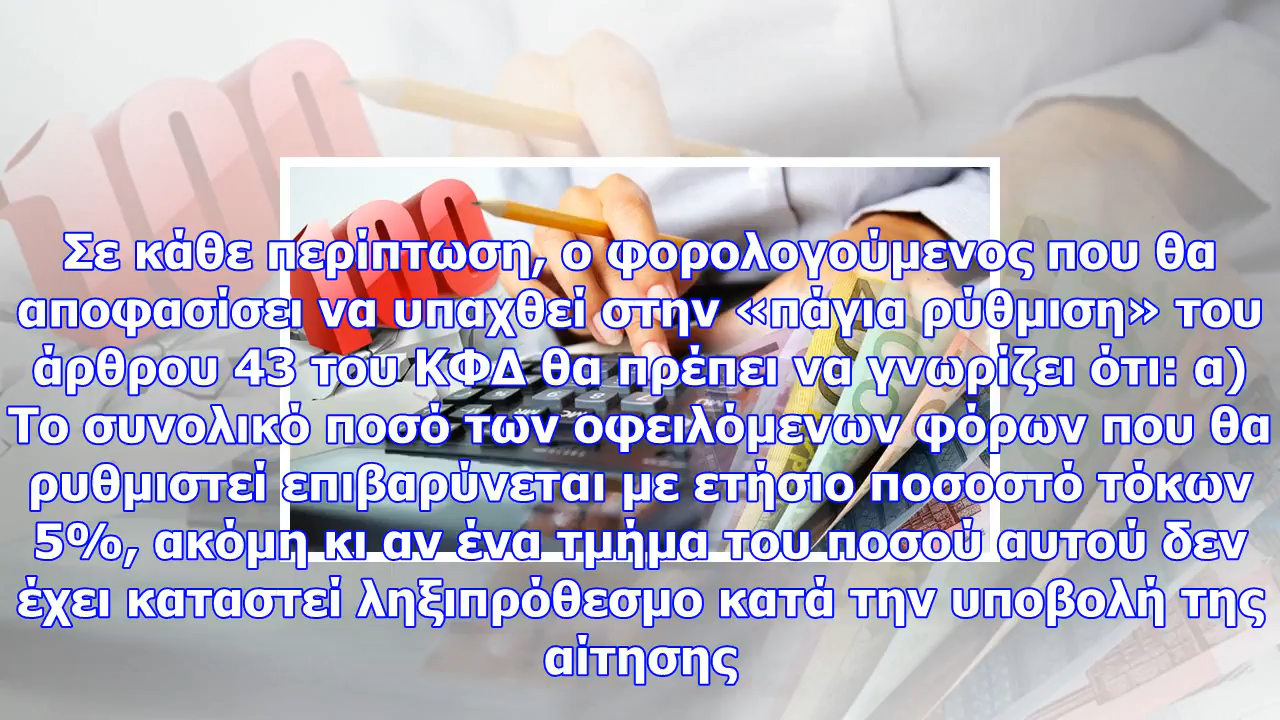 Σε κάθε περίπτωση, ο φορολογούμενος που θα
αποφασίσει να υπαχθεί στην «πάγια ρύθμιση» του
άρθρου 43 του ΚΦΔ θα πρέπει να γνωρίζει ότι: α)
Το συνολικό ποσό των οφειλόμενων φόρων που θα
ρυθμιστεί επιβαρύνεται με ετήσιο ποσοστό τόκων
5%, ακόμη κι αν ένα τμήμα του ποσού αυτού δεν
έχει καταστεί ληξιπρόθεσμο κατά την υποβολή της
αίτησης
100
100